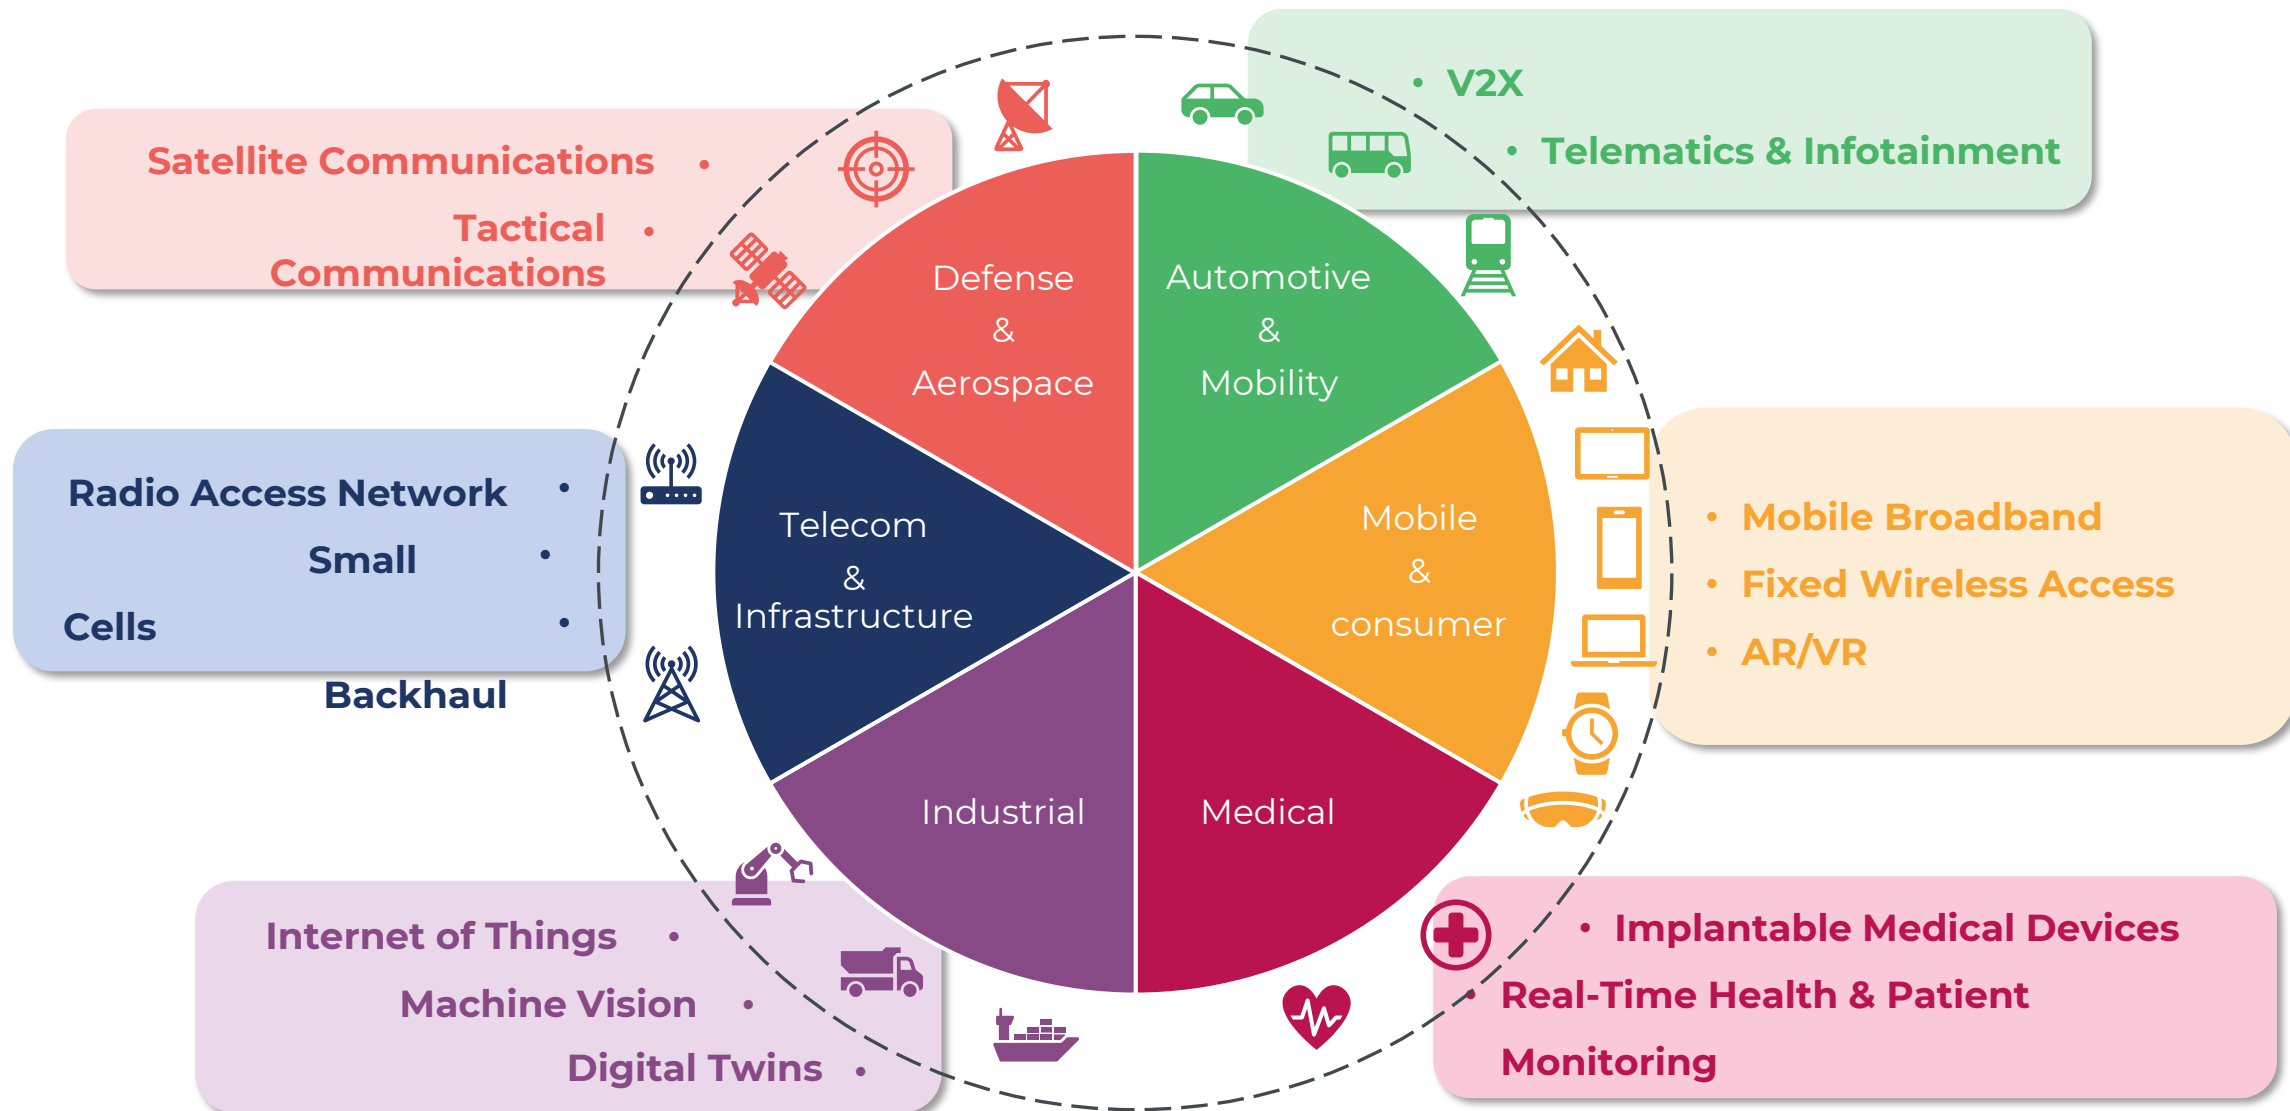 • V2X
• Telematics & Infotainment
Satellite Communications •
Tactical •
Communications
Defense
&
Aerospace
Automotive
&
Mobility
Radio Access Network •
Small •
Cells •
Backhaul
Telecom
&
Infrastructure
Mobile
&
consumer
• Mobile Broadband
• Fixed Wireless Access
• AR/VR
Industrial
Medical
Internet of Things •
Machine Vision •
Digital Twins •
• Implantable Medical Devices
• Real-Time Health & Patient
Monitoring